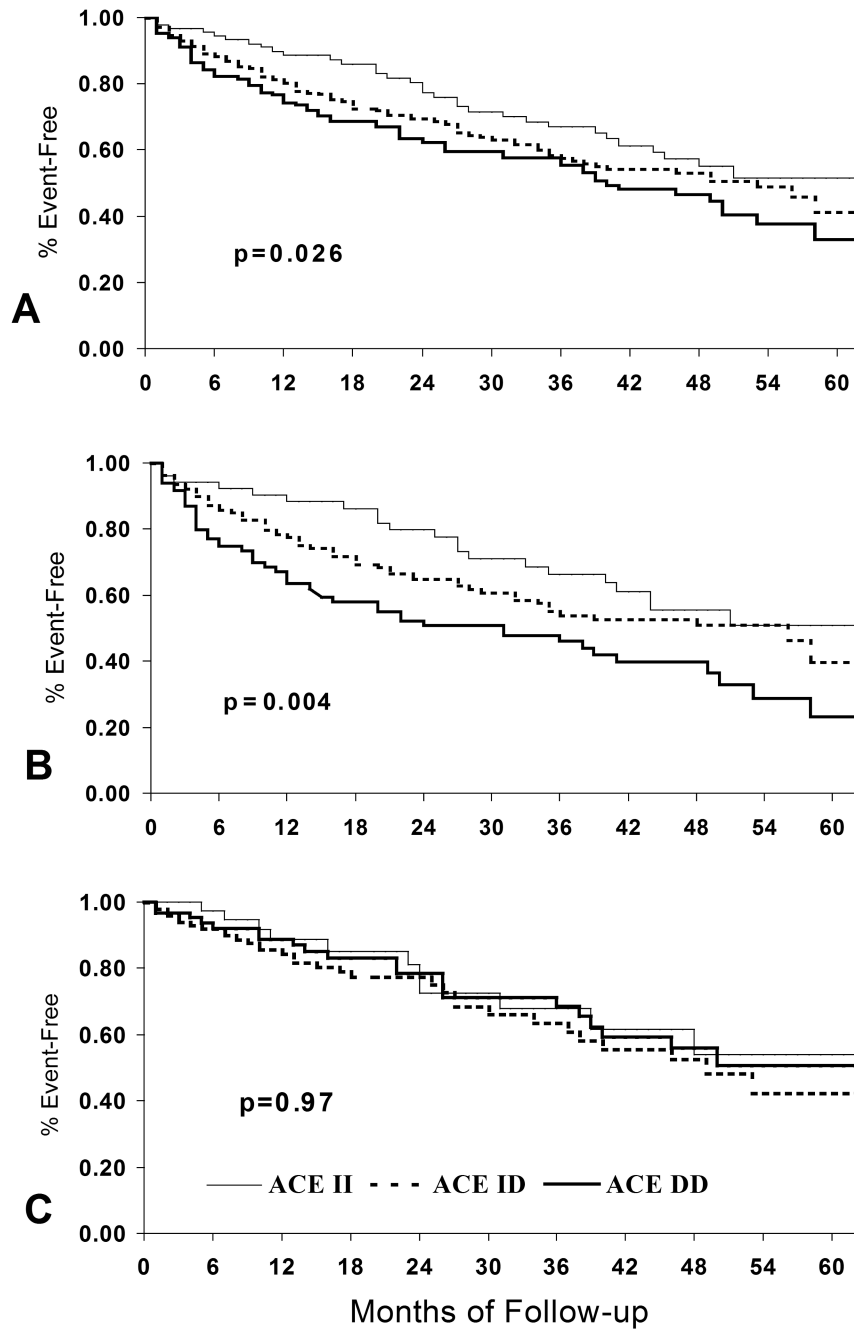 1.00
0.80
0.60
0.40
0.20
0.00
% Event-Free
p=0.026
A
0 6 12 18 24 30 36 42 48 54 60
1.00
0.80
0.60
0.40
0.20
0.00
% Event-Free
p=0.004
B
0 6 12 18 24 30 36 42 48 54 60
1.00
0.80
0.60
0.40
0.20
0.00
% Event-Free
p=0.97
ACE II ACE ID ACE DD
C
0 6 12 18 24 30 36 42 48 54 60
Months of Follow-up